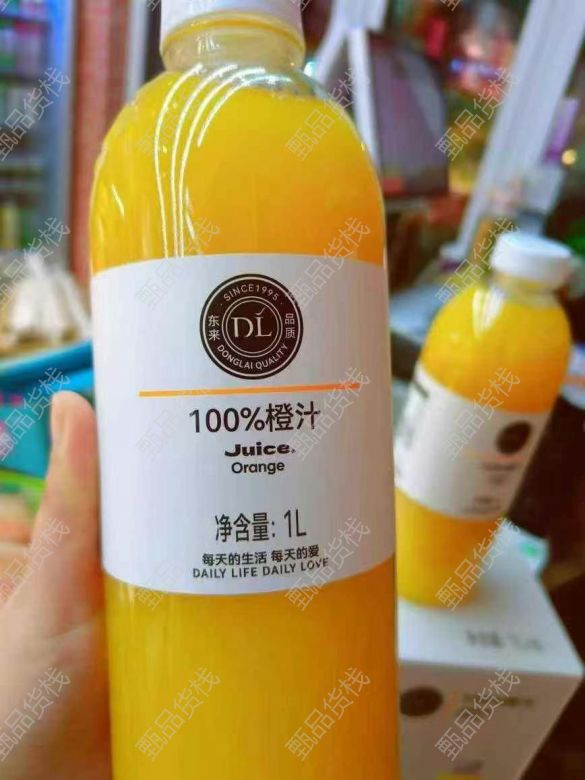 甄品货栈
SINCE1995
东来
DL
品质
DONGLAI QUALITY
100%橙汁
Juice
Orange
净含量: 1L
每天的生活 每天的爱
DAILY LIFE DAILY LOVE